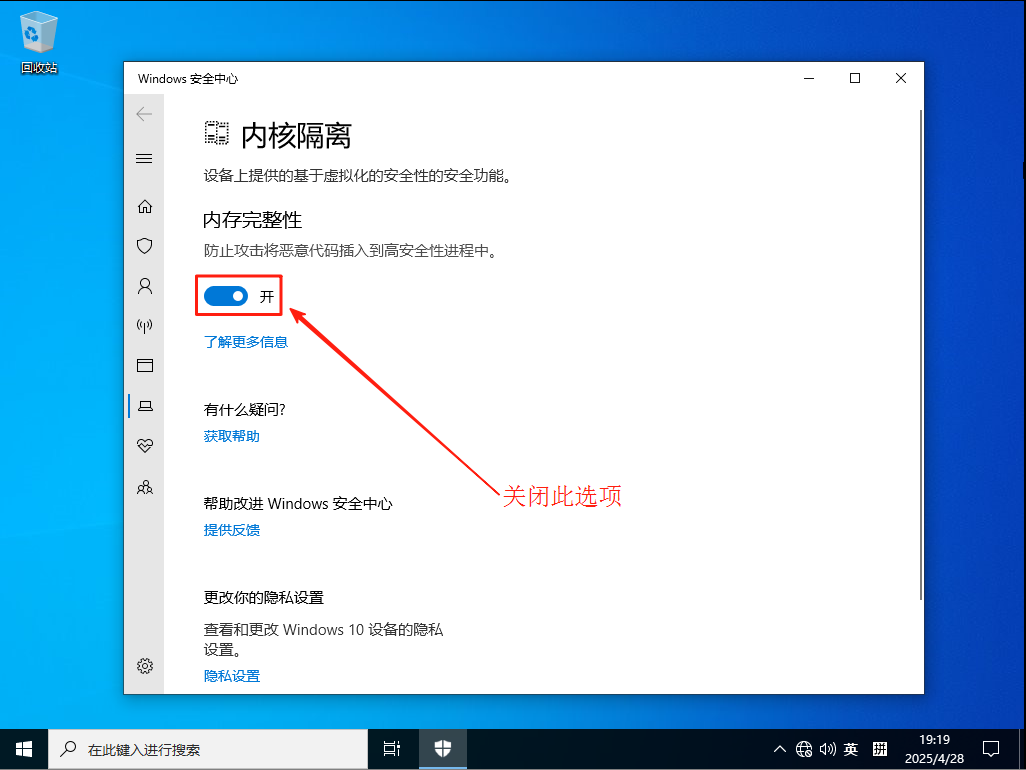 回收站
Windows 安全中心
内核隔离
设备上提供的基于虚拟化的安全性的安全功能。
内存完整性
防止攻击将恶意代码插入到高安全性进程中。
开
了解更多信息
有什么疑问?
获取帮助
关闭此选项
帮助改进 Windows 安全中心
提供反馈
更改你的隐私设置
查看和更改 Windows 10 设备的隐私
设置。
隐私设置
在此键入进行搜索
英
拼
19:19
2025/4/28